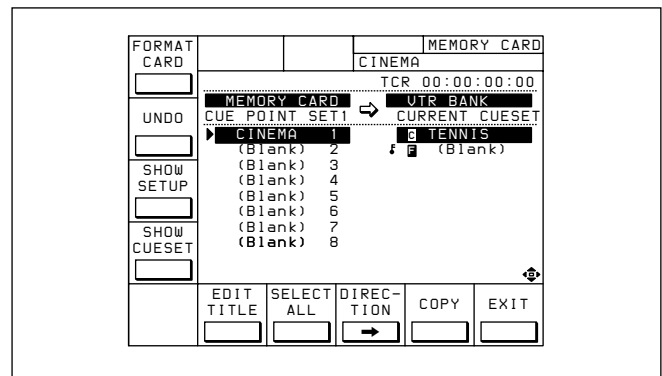 FORMAT CARD
MEMORY CARD
CINEMA
TCR 00:00:00:00
UNDO
MEMORY CARD ⇨ VTR BANK
CUE POINT SET1 CURRENT CUESET
CINEMA 1 C TENNIS
(Blank) 2 F (Blank)
SHOW SETUP
(Blank) 3
(Blank) 4
(Blank) 5
(Blank) 6
SHOW CUESET
(Blank) 7
(Blank) 8
EDIT TITLE
SELECT ALL
DIREC-TION
➞
COPY
EXIT